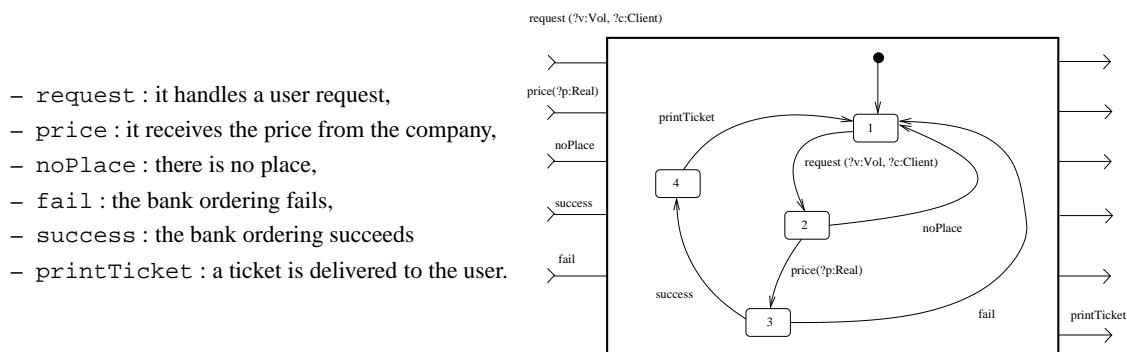 – request : it handles a user request,
– price : it receives the price from the company,
– noPlace : there is no place,
– fail : the bank ordering fails,
– success : the bank ordering succeeds
– printTicket : a ticket is delivered to the user.
request (?v:Vol, ?c:Client)
price(?p:Real)
noPlace
success
fail
printTicket
1
request (?v:Vol, ?c:Client)
4
2
noPlace
price(?p:Real)
success
3
fail
printTicket